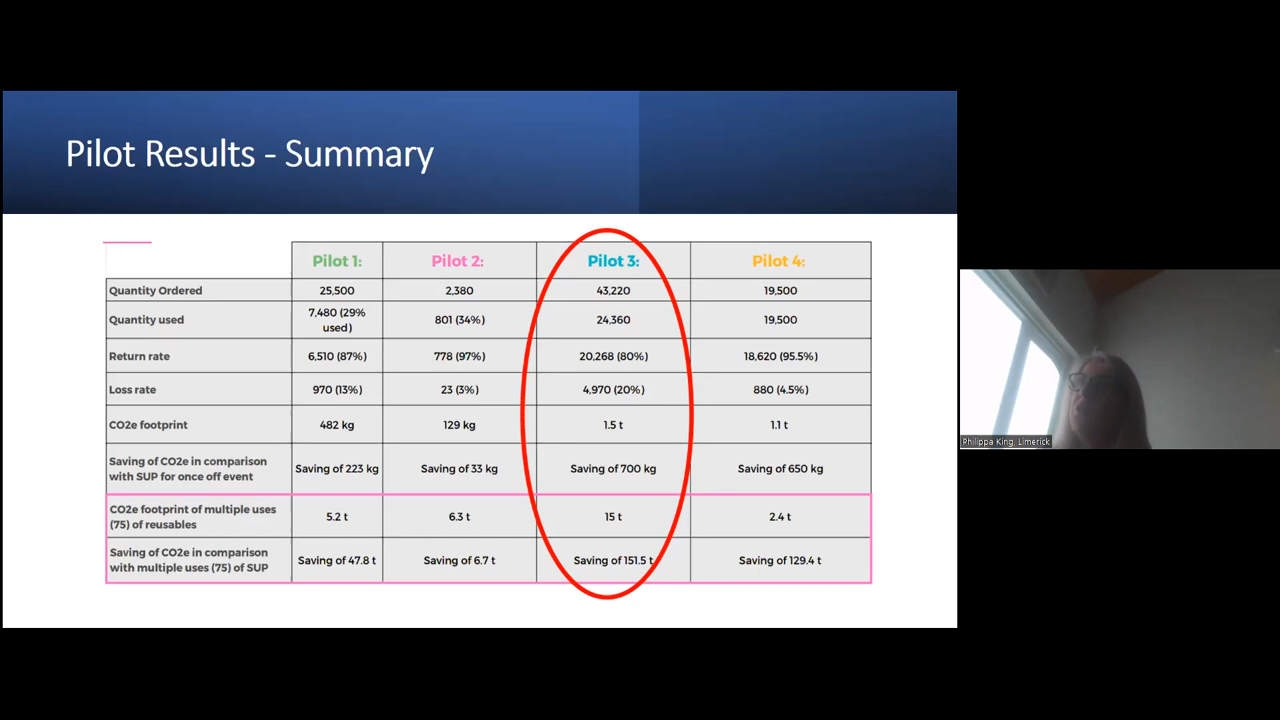 Pilot Results - Summary
Pilot 1: Pilot 2: Pilot 3: Pilot 4:
Quantity Ordered 25,500 2,380 43,220 19,500
Quantity used 7,480 (29% used) 801 (34%) 24,360 19,500
Return rate 6,510 (87%) 778 (97%) 20,268 (80%) 18,620 (95.5%)
Loss rate 970 (13%) 23 (3%) 4,970 (20%) 880 (4.5%)
CO2e footprint 482 kg 129 kg 1.5 t 1.1 t
Saving of CO2e in comparison
with SUP for once off event Saving of 223 kg Saving of 33 kg Saving of 700 kg Saving of 650 kg
CO2e footprint of multiple uses
(75) of reusables 5.2 t 6.3 t 15 t 2.4 t
Saving of CO2e in comparison
with multiple uses (75) of SUP Saving of 47.8 t Saving of 6.7 t Saving of 151.5 t Saving of 129.4 t
Philippa King, Limerick